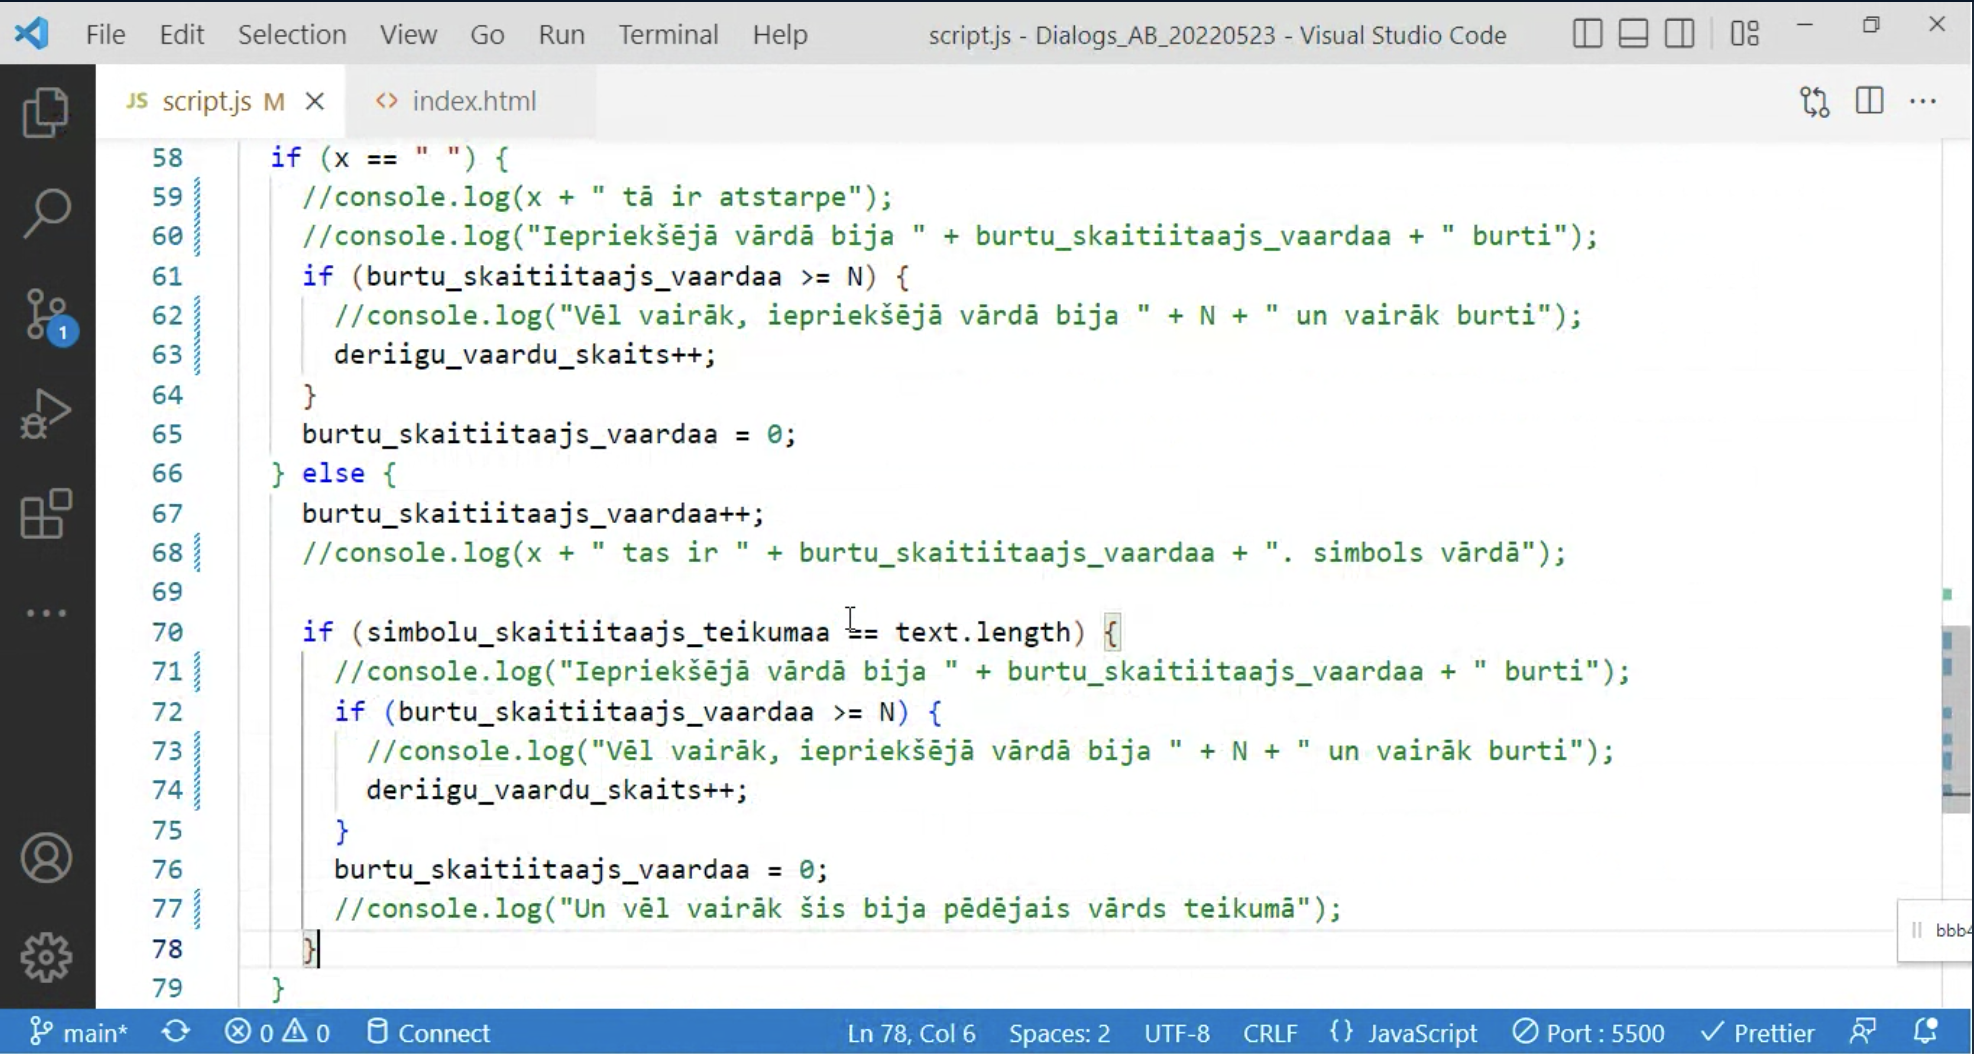 File Edit Selection View Go Run Terminal Help script.js - Dialogs_AB_20220523 - Visual Studio Code
JS script.js M <> index.html
58 if (x == " ") {
59 //console.log(x + " tā ir atstarpe");
60 //console.log("Iepriekšējā vārdā bija " + burtu_skaitiitaajs_vaardaa + " burti");
61 if (burtu_skaitiitaajs_vaardaa >= N) {
62 //console.log("Vēl vairāk, iepriekšējā vārdā bija " + N + " un vairāk burti");
63 deriigu_vaardu_skaits++;
64 }
65 burtu_skaitiitaajs_vaardaa = 0;
66 } else {
67 burtu_skaitiitaajs_vaardaa++;
68 //console.log(x + " tas ir " + burtu_skaitiitaajs_vaardaa + ". simbols vārdā");
69
70 if (simbolu_skaitiitaajs_teikumaa == text.length) {
71 //console.log("Iepriekšējā vārdā bija " + burtu_skaitiitaajs_vaardaa + " burti");
72 if (burtu_skaitiitaajs_vaardaa >= N) {
73 //console.log("Vēl vairāk, iepriekšējā vārdā bija " + N + " un vairāk burti");
74 deriigu_vaardu_skaits++;
75 }
76 burtu_skaitiitaajs_vaardaa = 0;
77 //console.log("Un vēl vairāk šis bija pēdējais vārds teikumā");
78 }
79 }
1
main* 0 0 Connect Ln 78, Col 6 Spaces: 2 UTF-8 CRLF {} JavaScript Port : 5500 Prettier